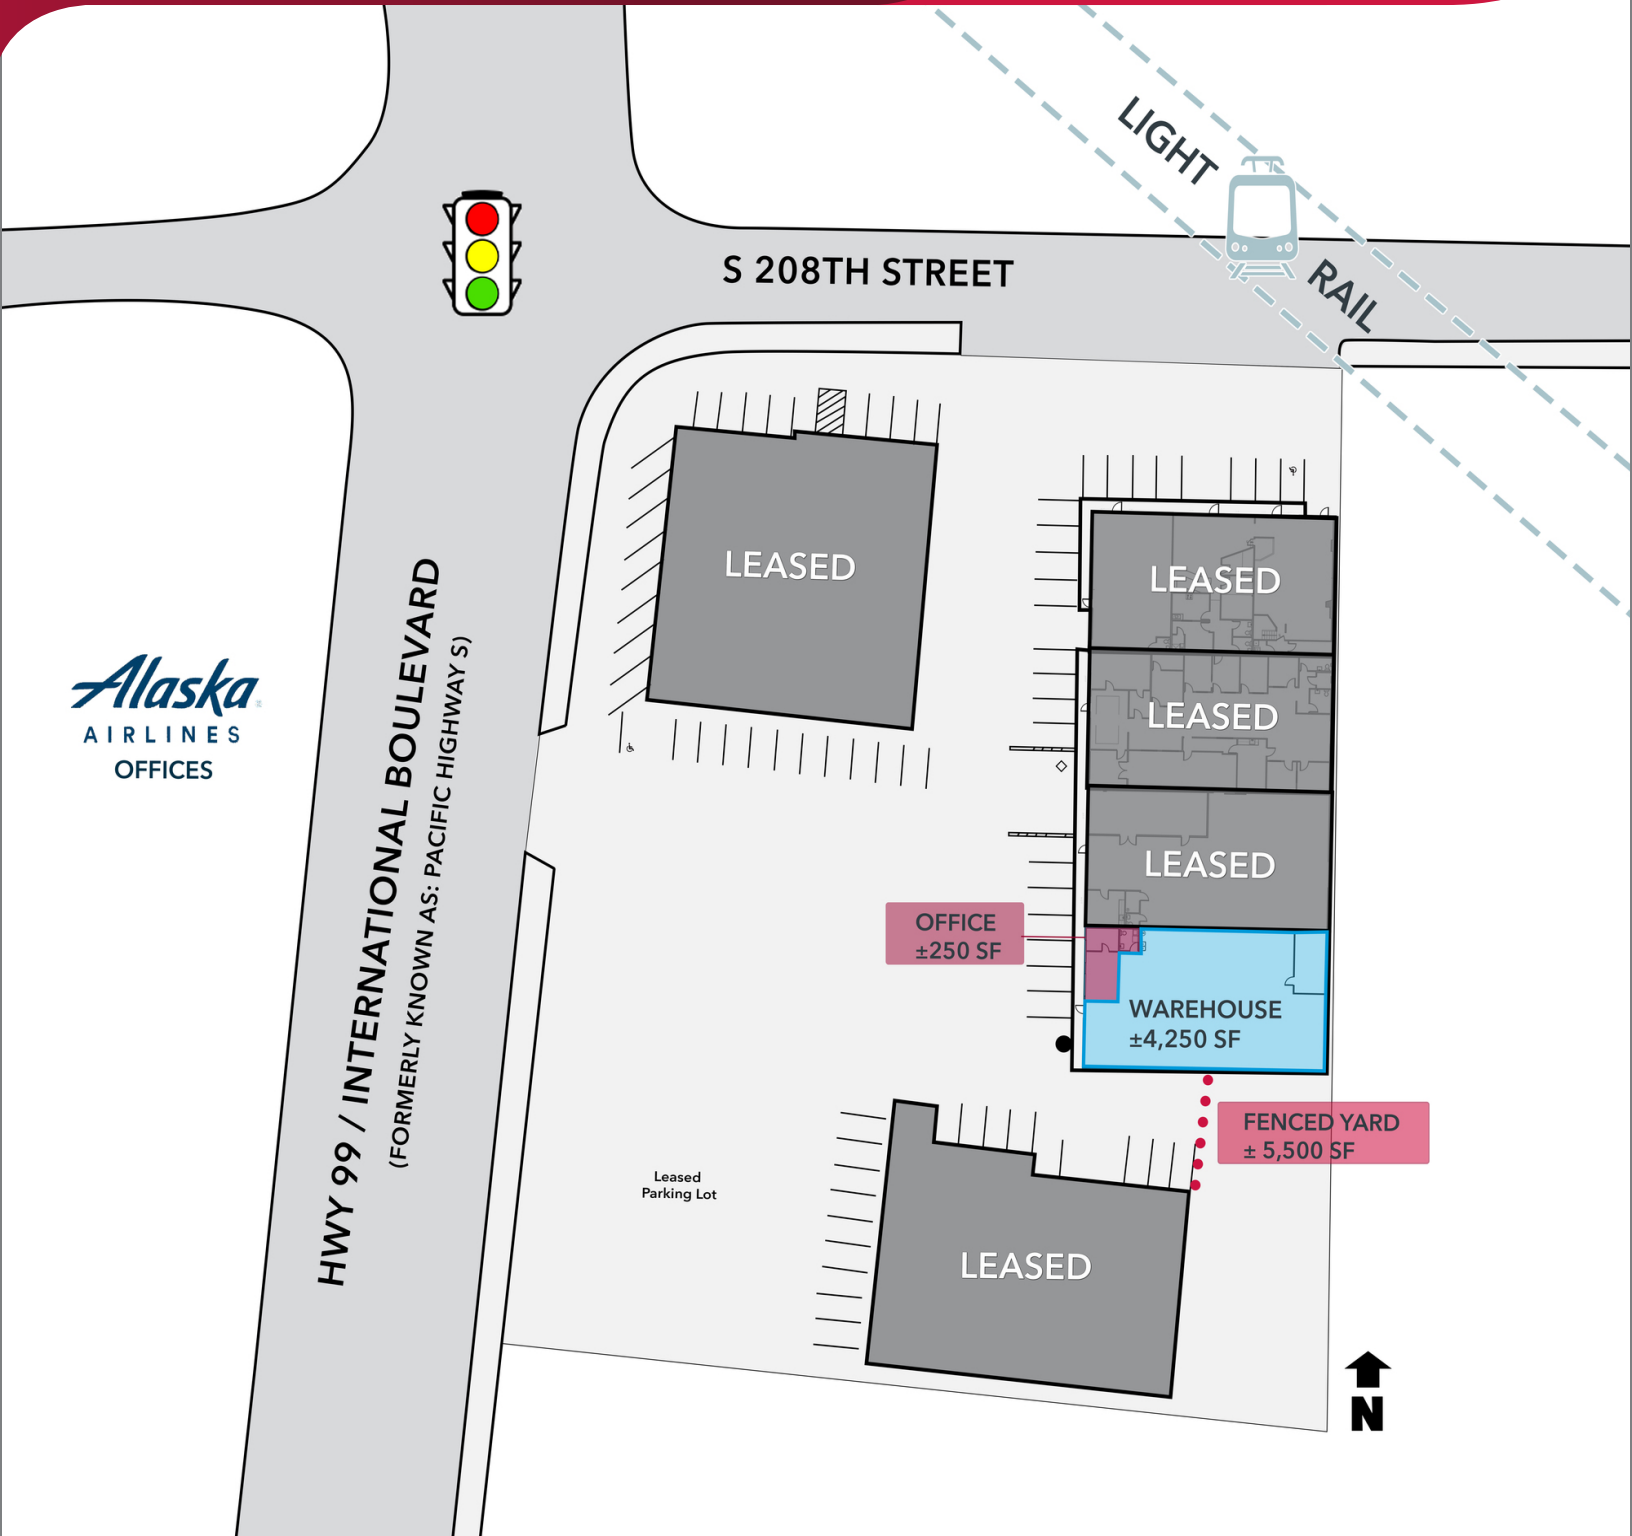 LIGHT
RAIL
S 208TH STREET
LEASED
LEASED
LEASED
LEASED
Alaska
AIRLINES
OFFICES
HWY 99 / INTERNATIONAL BOULEVARD
(FORMERLY KNOWN AS: PACIFIC HIGHWAY S)
OFFICE
±250 SF
WAREHOUSE
±4,250 SF
FENCED YARD
± 5,500 SF
Leased
Parking Lot
LEASED
N